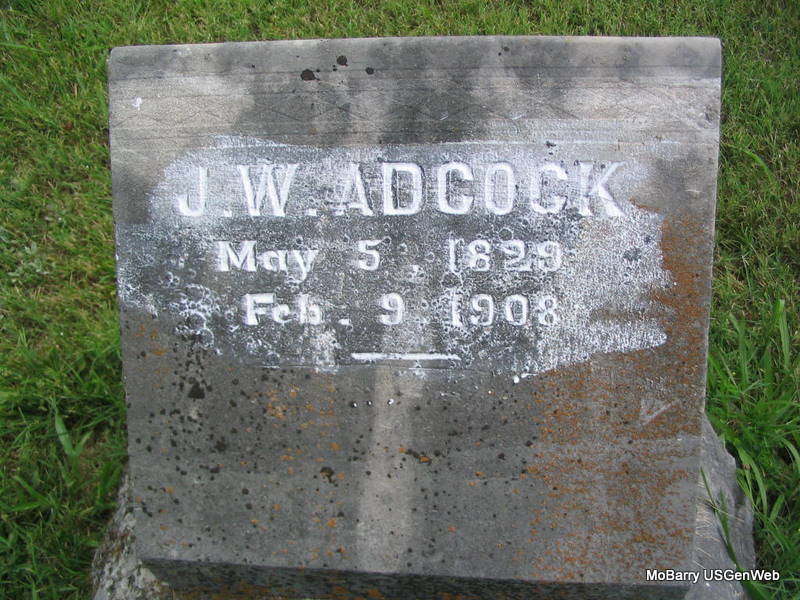 J.W. ADCOCK
May 5, 1829
Feb. 9. 1908
MoBarry USGenWeb